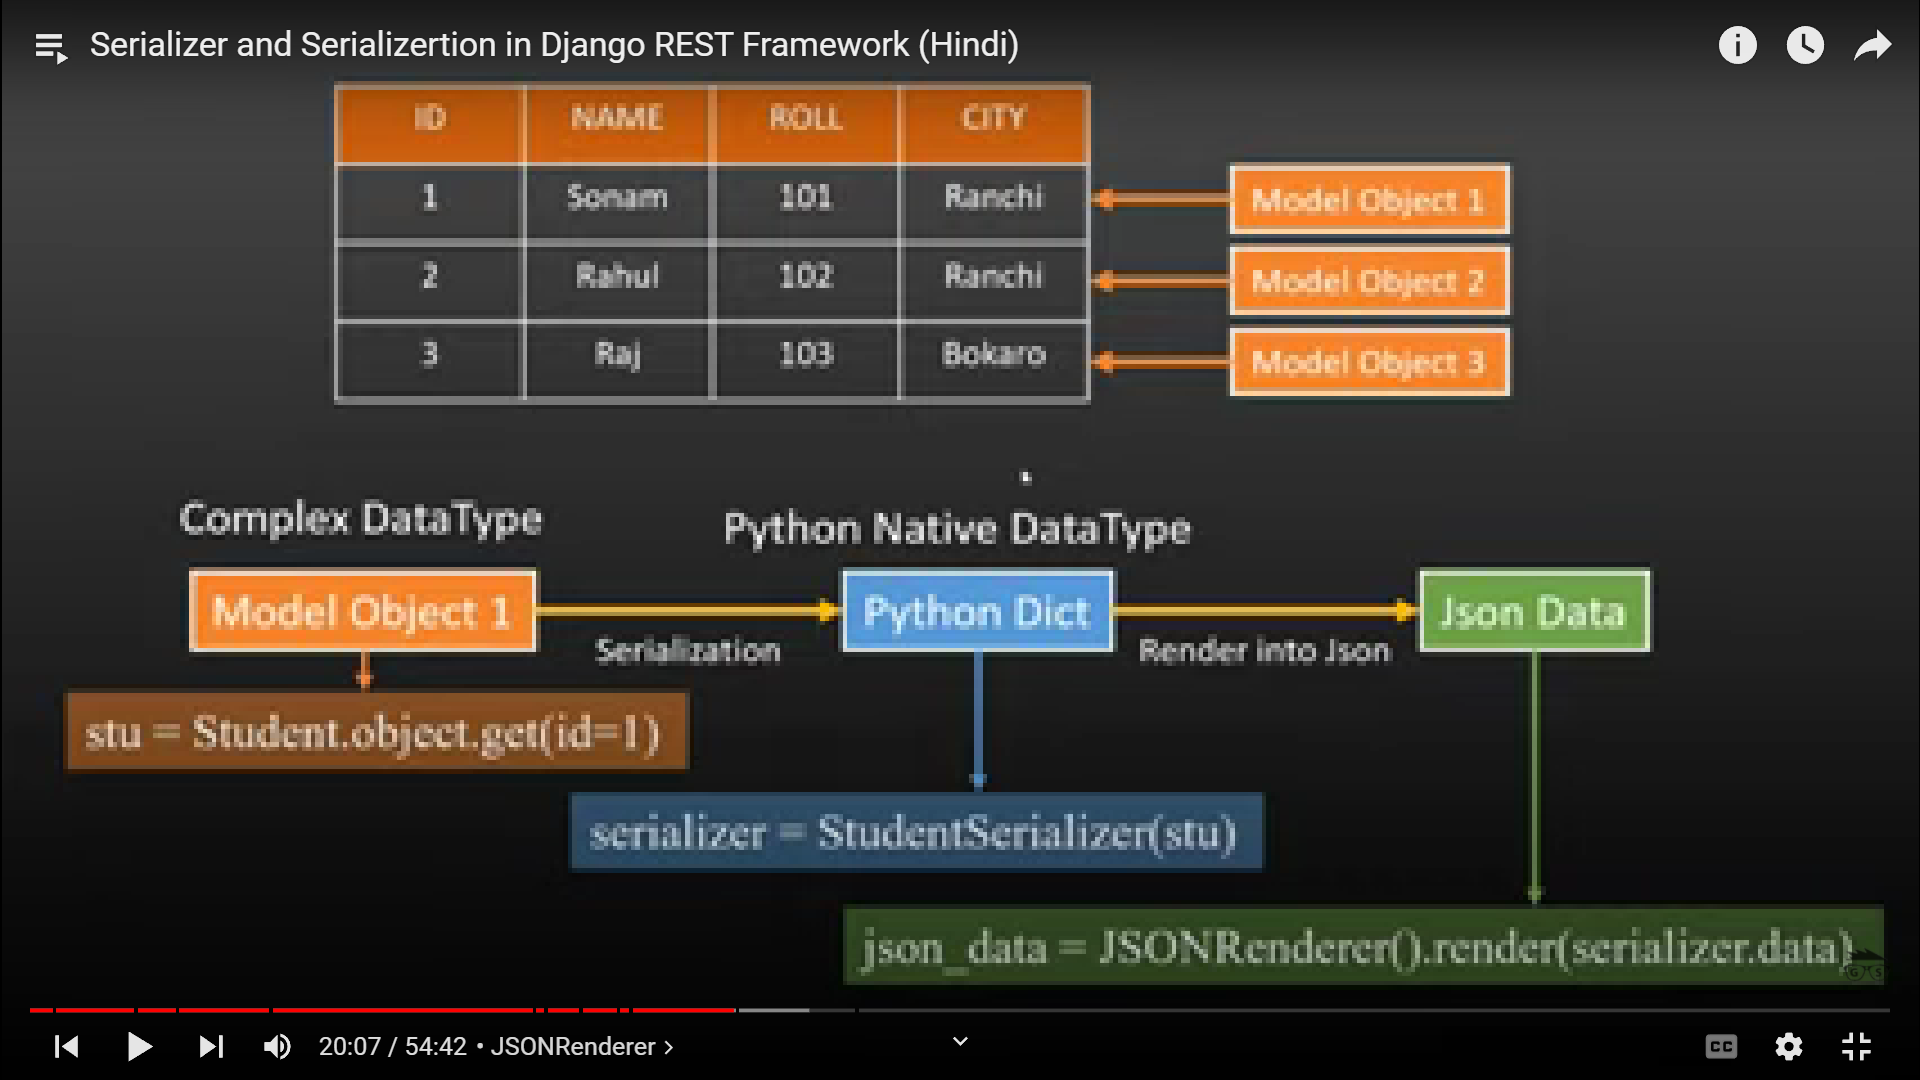 Serializer and Serializertion in Django REST Framework (Hindi)
ID NAME ROLL CITY
1 Sonam 101 Ranchi
Model Object 1
2 Rahul 102 Ranchi
Model Object 2
3 Raj 103 Bokaro
Model Object 3
Complex DataType
Python Native DataType
Model Object 1
Python Dict
Json Data
Serialization
Render into Json
stu = Student.object.get(id=1)
serializer = StudentSerializer(stu)
json_data = JSONRenderer().render(serializer.data)
GS
20:07 / 54:42 • JSONRenderer >
CC